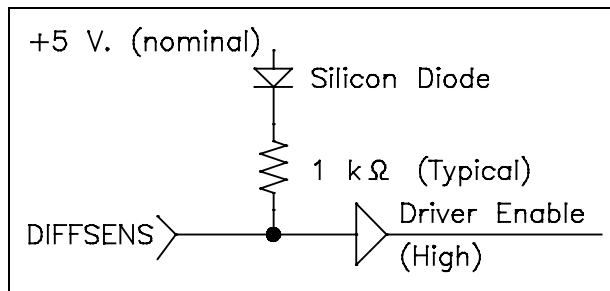 +5 V. (nominal)
Silicon Diode
1 kΩ (Typical)
DIFFSENS
Driver Enable
(High)